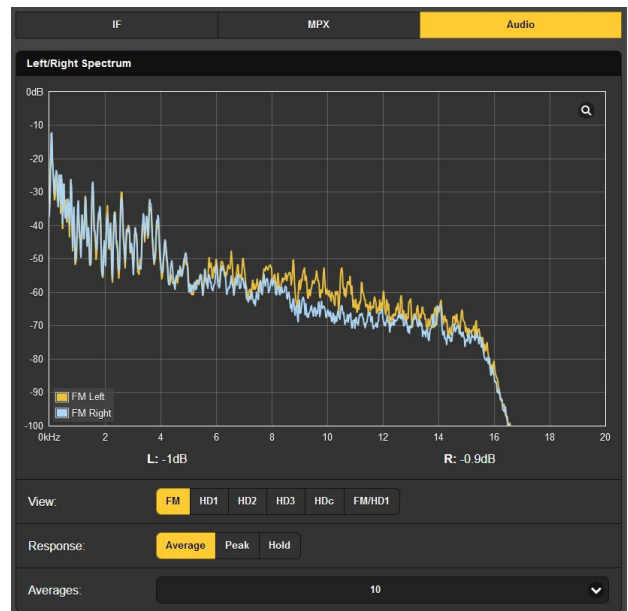 IF MPX Audio
Left/Right Spectrum
0dB
-10
-20
-30
-40
-50
-60
-70
-80
-90
-100
FM Left
FM Right
0kHz 2 4 6 8 10 12 14 16 18 20
L: -1dB R: -0.9dB
View: FM HD1 HD2 HD3 HDc FM/HD1
Response: Average Peak Hold
Averages: 10